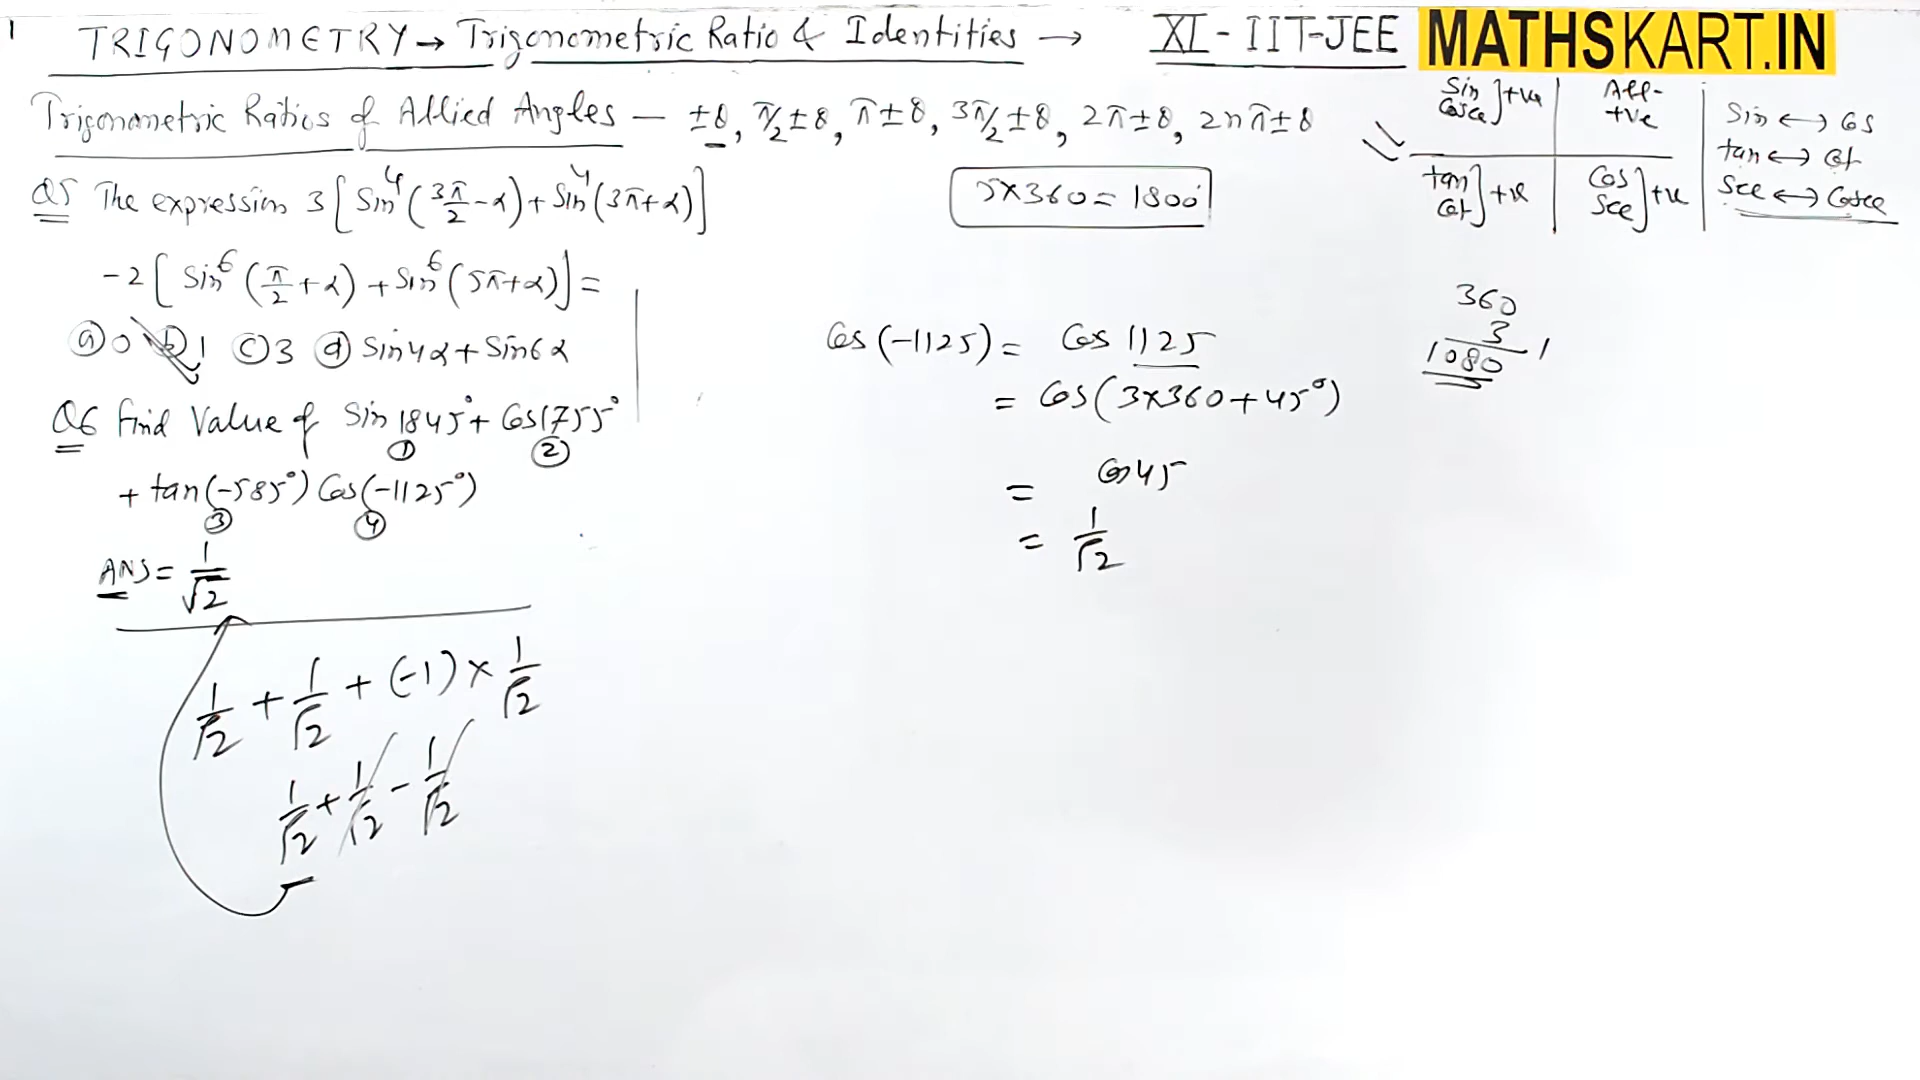 1
TRIGONOMETRY → Trigonometric Ratio & Identities → XI - IIT-JEE MATHSKART.IN
Trigonometric Ratios of Allied Angles — ±θ, π/2±θ, π±θ, 3π/2±θ, 2π±θ, 2nπ±θ
Sin Cosec] +ve
All- +ve
tan Cot] +ve
Cos Sec] +ve
Sin ↔ Cos
tan ↔ Cot
Sec ↔ Cosec
Q5 The expression 3[Sin⁴(3π/2-α)+Sin⁴(3π+α)]
-2[Sin⁶(π/2+α)+Sin⁶(5π+α)]=
(a) 0 (b) 1 (c) 3 (d) Sin4α+Sin6α
Q6 Find Value of Sin 1845°+ Cos1755°
① ②
+ tan(-585°) Cos(-1125°)
③ ④
ANS = 1/√2
1/√2 + 1/√2 + (-1) × 1/√2
1/√2 + 1/√2 - 1/√2
5×360 = 1800
Cos(-1125) = Cos 1125
= Cos(3×360+45°)
= Cos45
= 1/√2
360
3
1080